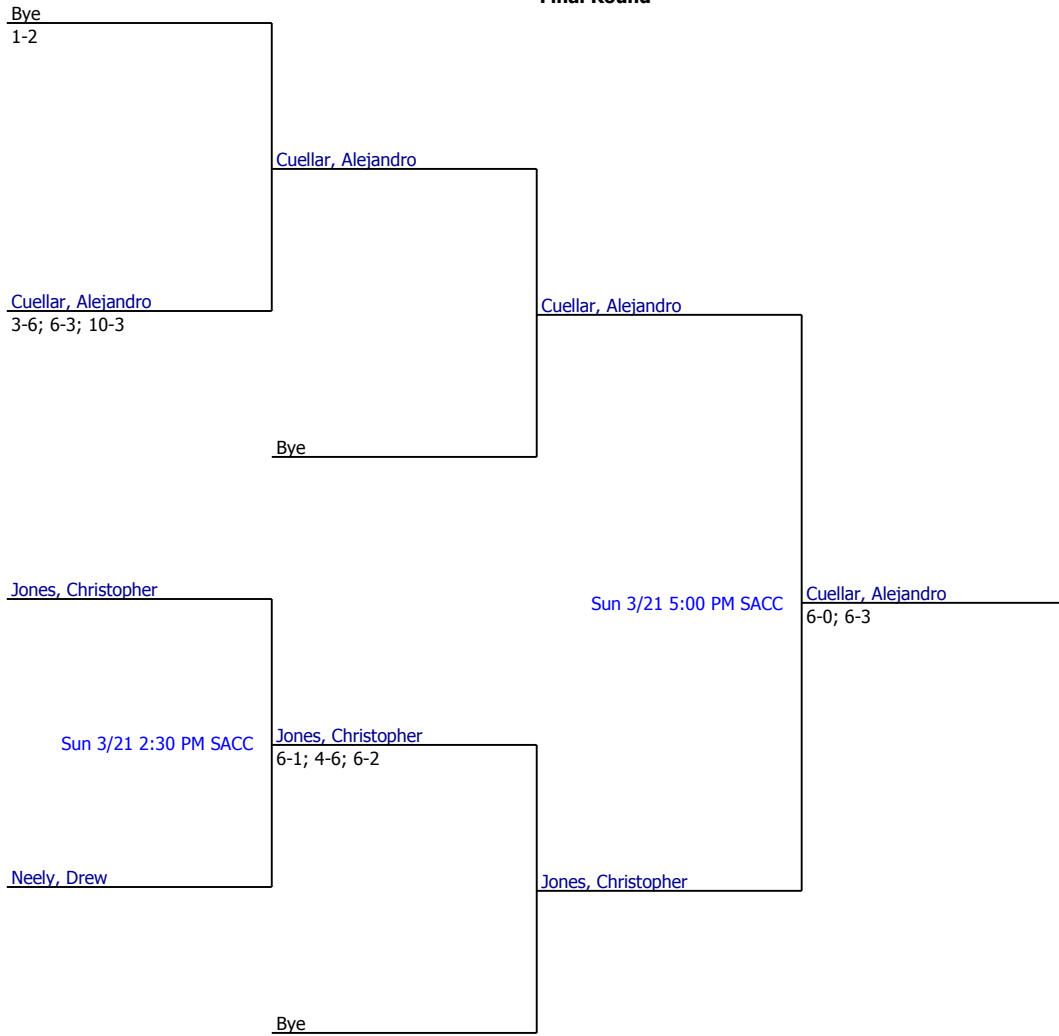 Final Round
Bye
1-2
Cuellar, Alejandro
Cuellar, Alejandro
3-6; 6-3; 10-3
Cuellar, Alejandro
Bye
Jones, Christopher
Sun 3/21 5:00 PM SACC
Cuellar, Alejandro
6-0; 6-3
Sun 3/21 2:30 PM SACC
Jones, Christopher
6-1; 4-6; 6-2
Neely, Drew
Jones, Christopher
Bye